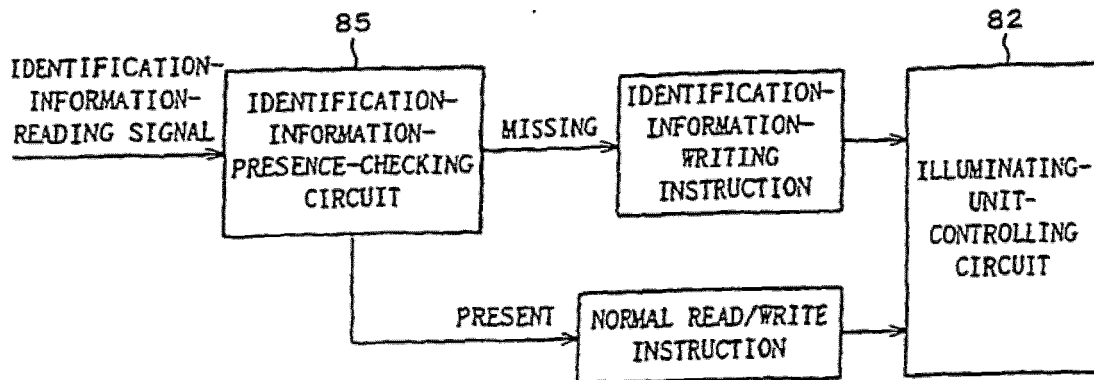 85
82
IDENTIFICATION-
INFORMATION-
READING SIGNAL
IDENTIFICATION-
INFORMATION-
PRESENCE-CHECKING
CIRCUIT
MISSING
IDENTIFICATION-
INFORMATION-
WRITING
INSTRUCTION
ILLUMINATING-
UNIT-
CONTROLLING
CIRCUIT
PRESENT
NORMAL READ/WRITE
INSTRUCTION